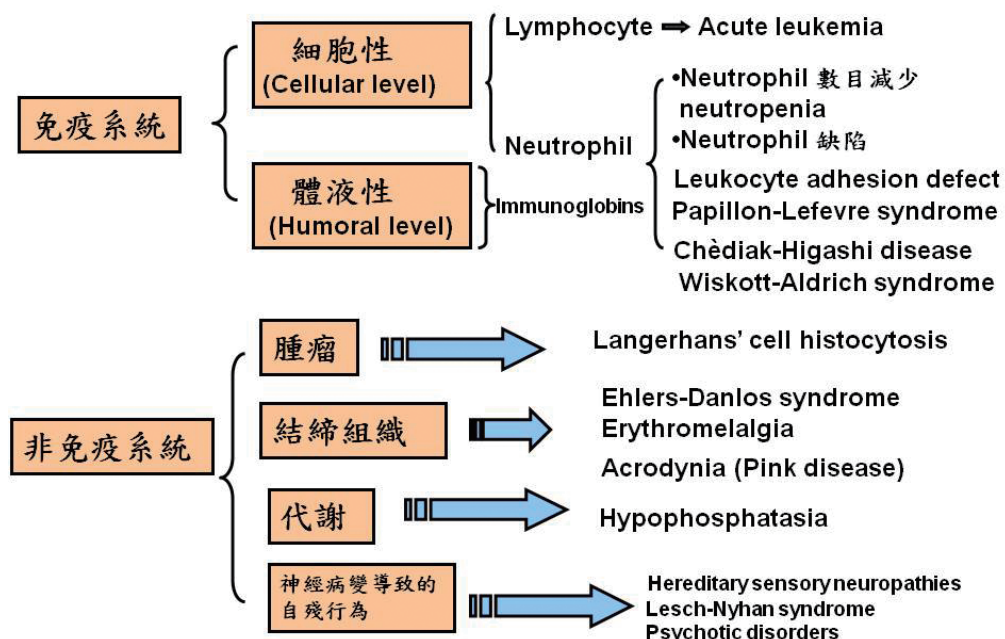 免疫系統
細胞性
(Cellular level)
Lymphocyte ⇒ Acute leukemia
Neutrophil
•Neutrophil 數目減少
neutropenia
•Neutrophil 缺陷
Leukocyte adhesion defect
Papillon-Lefevre syndrome
Chèdiak-Higashi disease
Wiskott-Aldrich syndrome
體液性
(Humoral level)
Immunoglobins
非免疫系統
腫瘤
Langerhans’ cell histocytosis
結締組織
Ehlers-Danlos syndrome
Erythromelalgia
Acrodynia (Pink disease)
代謝
Hypophosphatasia
神經病變導致的
自殘行為
Hereditary sensory neuropathies
Lesch-Nyhan syndrome
Psychotic disorders